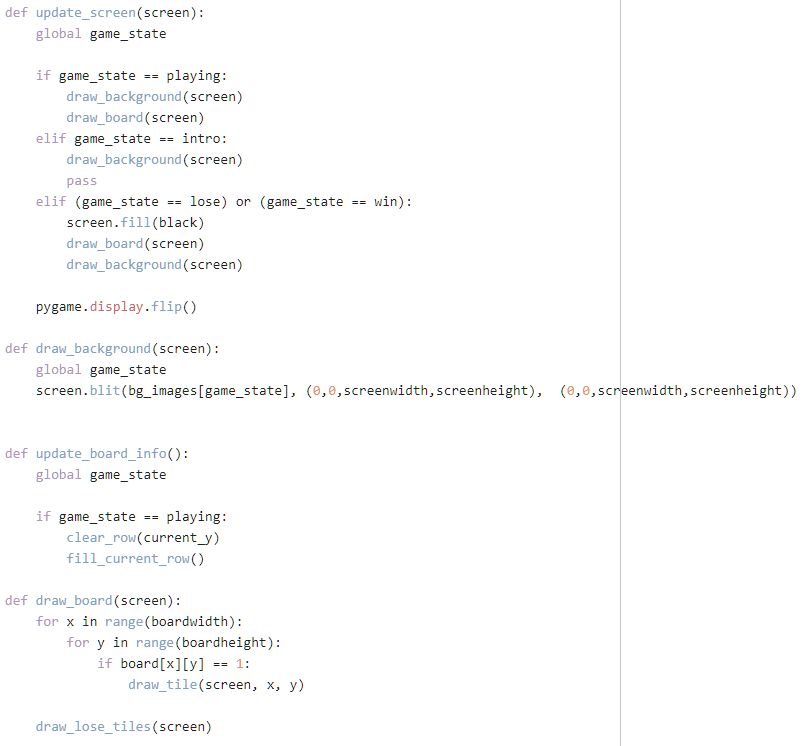 def update_screen(screen):
    global game_state

    if game_state == playing:
        draw_background(screen)
        draw_board(screen)
    elif game_state == intro:
        draw_background(screen)
        pass
    elif (game_state == lose) or (game_state == win):
        screen.fill(black)
        draw_board(screen)
        draw_background(screen)

    pygame.display.flip()

def draw_background(screen):
    global game_state
    screen.blit(bg_images[game_state], (0,0,screenwidth,screenheight),  (0,0,screenwidth,screenheight))


def update_board_info():
    global game_state

    if game_state == playing:
        clear_row(current_y)
        fill_current_row()

def draw_board(screen):
    for x in range(boardwidth):
        for y in range(boardheight):
            if board[x][y] == 1:
                draw_tile(screen, x, y)

    draw_lose_tiles(screen)